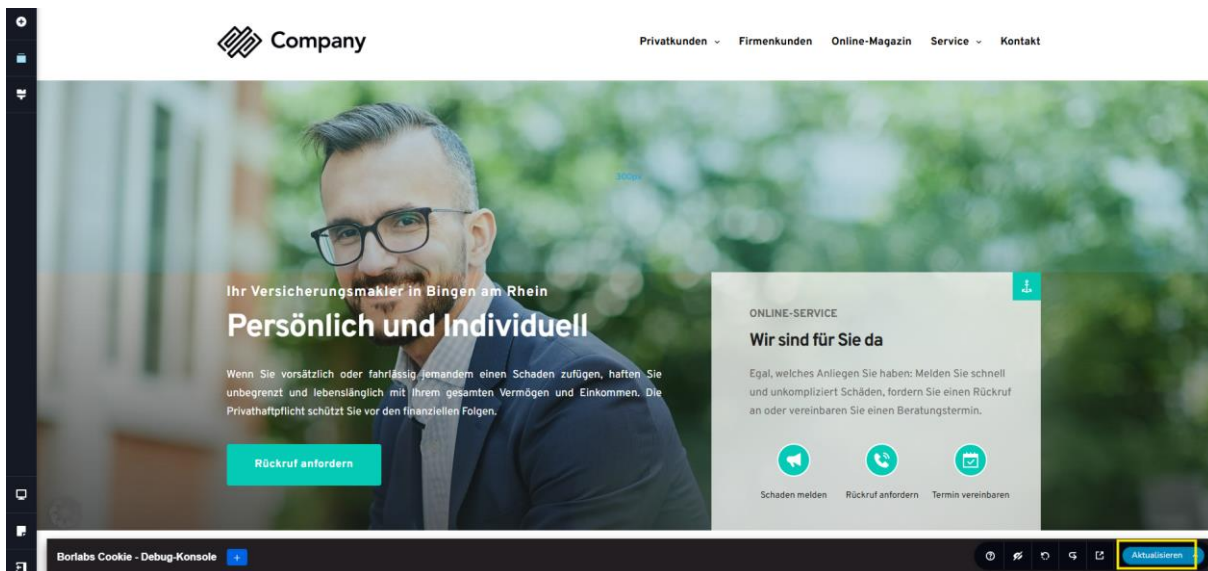 Company
Privatkunden
Firmenkunden
Online-Magazin
Service
Kontakt
300px
Ihr Versicherungsmakler in Bingen am Rhein
Persönlich und Individuell
Wenn Sie vorsätzlich oder fahrlässig jemandem einen Schaden zufügen, haften Sie
unbegrenzt und lebenslänglich mit Ihrem gesamten Vermögen und Einkommen. Die
Privathaftpflicht schützt Sie vor den finanziellen Folgen.
Rückruf anfordern
ONLINE-SERVICE
Wir sind für Sie da
Egal, welches Anliegen Sie haben: Melden Sie schnell
und unkompliziert Schäden, fordern Sie einen Rückruf
an oder vereinbaren Sie einen Beratungstermin.
Schaden melden
Rückruf anfordern
Termin vereinbaren
Borlabs Cookie - Debug-Konsole
+
Aktualisieren